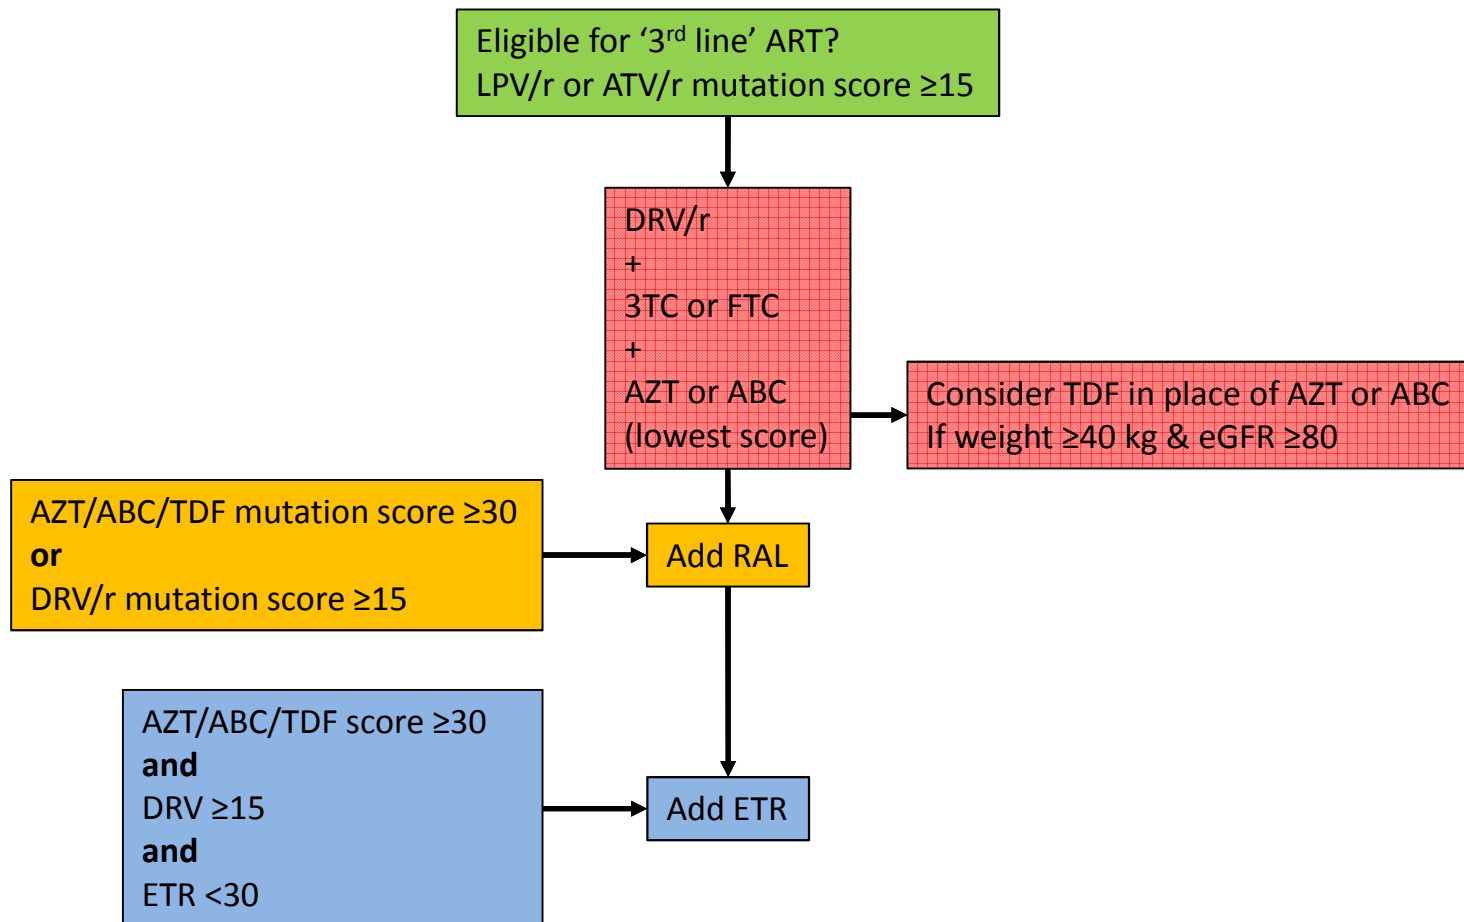 Eligible for ‘3rd line’ ART?
LPV/r or ATV/r mutation score ≥15
DRV/r
+
3TC or FTC
+
AZT or ABC
(lowest score)
Consider TDF in place of AZT or ABC
If weight ≥40 kg & eGFR ≥80
AZT/ABC/TDF mutation score ≥30
or
DRV/r mutation score ≥15
Add RAL
AZT/ABC/TDF score ≥30
and
DRV ≥15
and
ETR <30
Add ETR